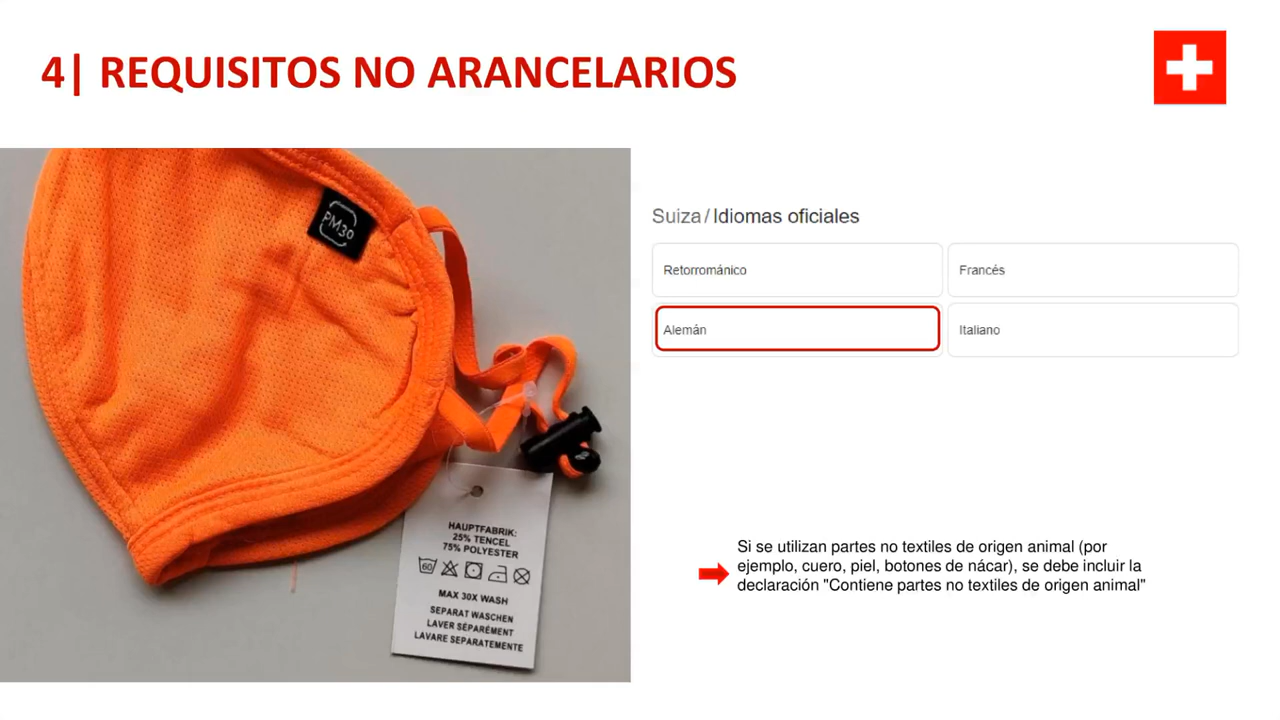 4| REQUISITOS NO ARANCELARIOS
PM30
HAUPTFABRIK:
25% TENCEL
75% POLYESTER
60
MAX 30X WASH
SEPARAT WASCHEN
LAVER SÉPARÉMENT
LAVARE SEPARATEMENTE
Suiza / Idiomas oficiales
Retorrománico
Francés
Alemán
Italiano
Si se utilizan partes no textiles de origen animal (por
ejemplo, cuero, piel, botones de nácar), se debe incluir la
declaración "Contiene partes no textiles de origen animal"